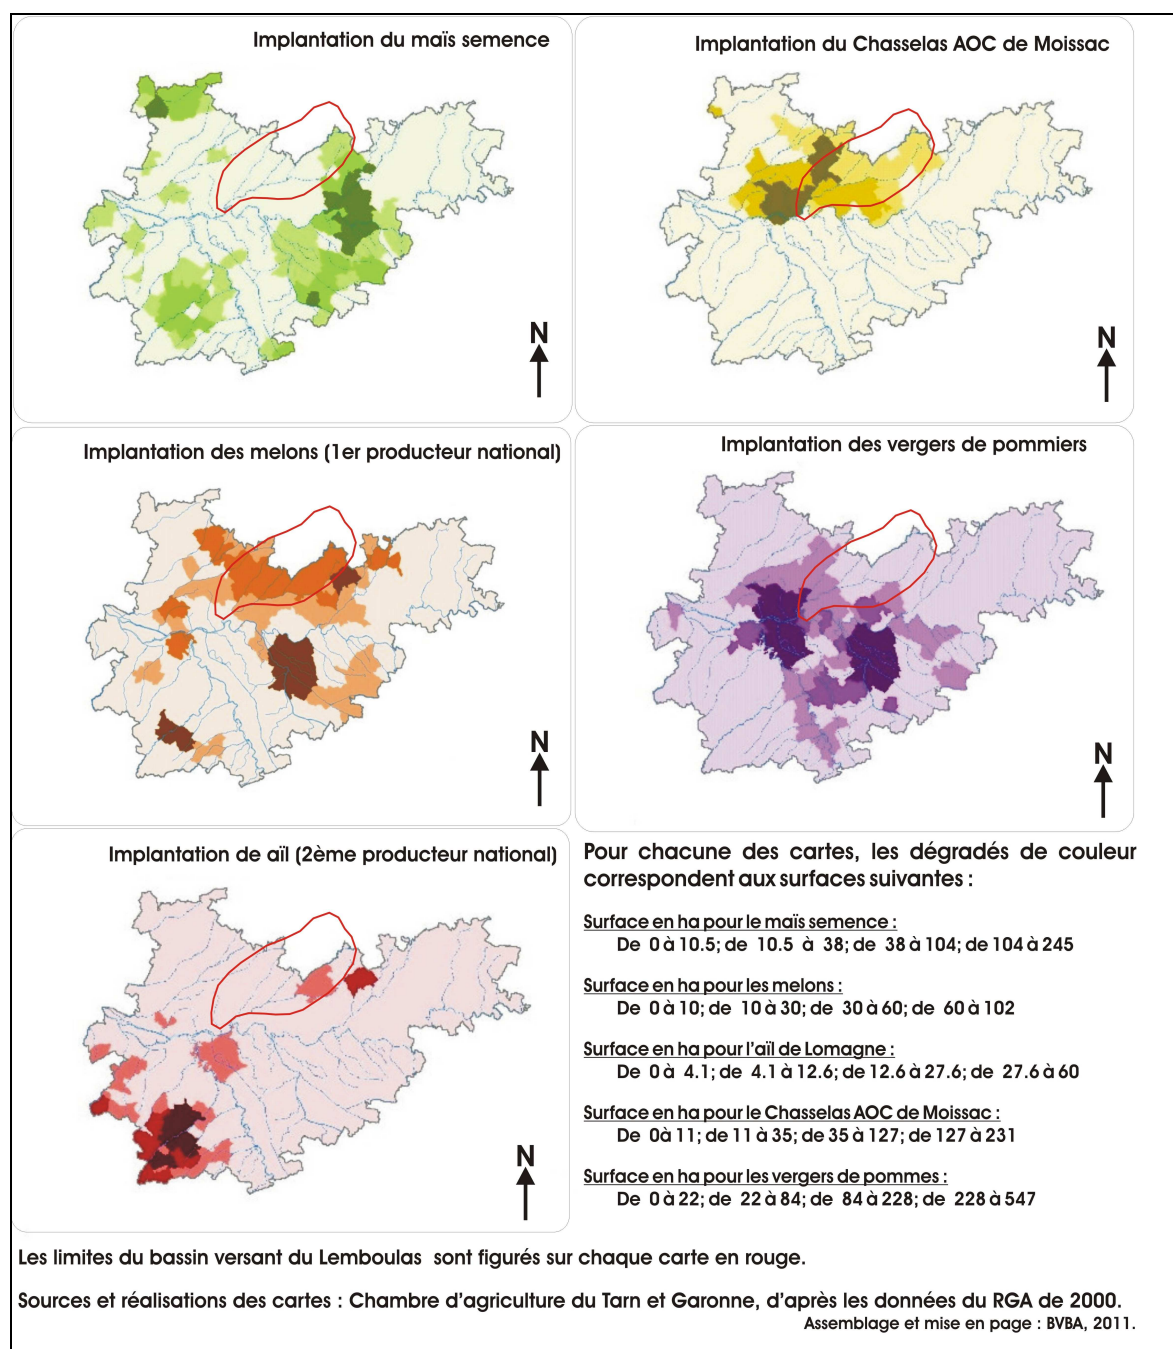 Implantation du maïs semence
N
Implantation du Chasselas AOC de Moissac
N
Implantation des melons (1er producteur national)
N
Implantation des vergers de pommiers
N
Implantation de aïl (2ème producteur national)
N
Pour chacune des cartes, les dégradés de couleur
correspondent aux surfaces suivantes :
Surface en ha pour le maïs semence :
De 0 à 10.5; de 10.5 à 38; de 38 à 104; de 104 à 245
Surface en ha pour les melons :
De 0 à 10; de 10 à 30; de 30 à 60; de 60 à 102
Surface en ha pour l'aïl de Lomagne :
De 0 à 4.1; de 4.1 à 12.6; de 12.6 à 27.6; de 27.6 à 60
Surface en ha pour le Chasselas AOC de Moissac :
De 0à 11; de 11 à 35; de 35 à 127; de 127 à 231
Surface en ha pour les vergers de pommes :
De 0 à 22; de 22 à 84; de 84 à 228; de 228 à 547
Les limites du bassin versant du Lemboulas sont figurés sur chaque carte en rouge.
Sources et réalisations des cartes : Chambre d'agriculture du Tarn et Garonne, d'après les données du RGA de 2000.
Assemblage et mise en page : BVBA, 2011.